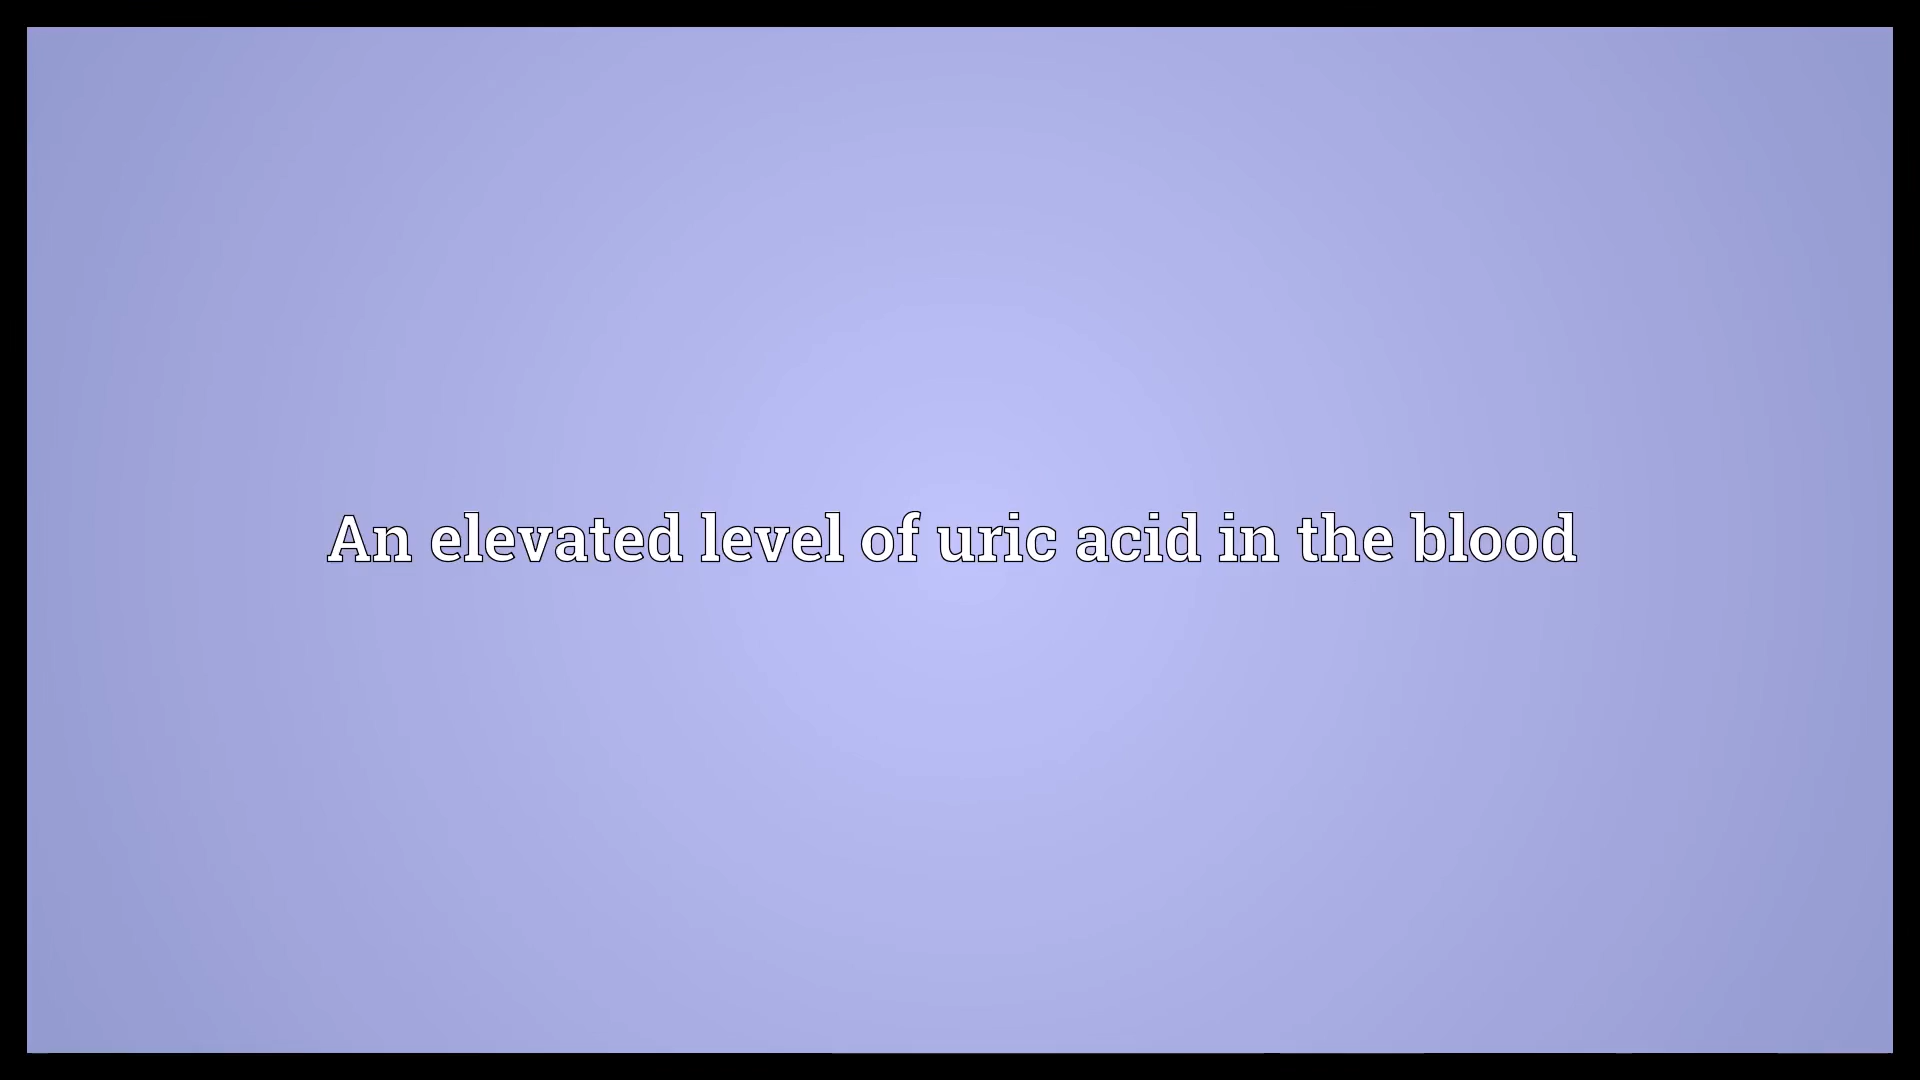 An elevated level of uric acid in the blood